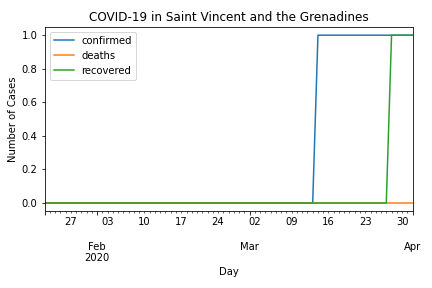 COVID-19 in Saint Vincent and the Grenadines
confirmed
deaths
recovered
Number of Cases
1.0
0.8
0.6
0.4
0.2
0.0
27 03 10 17 24 02 09 16 23 30
Feb Mar Apr
2020
Day